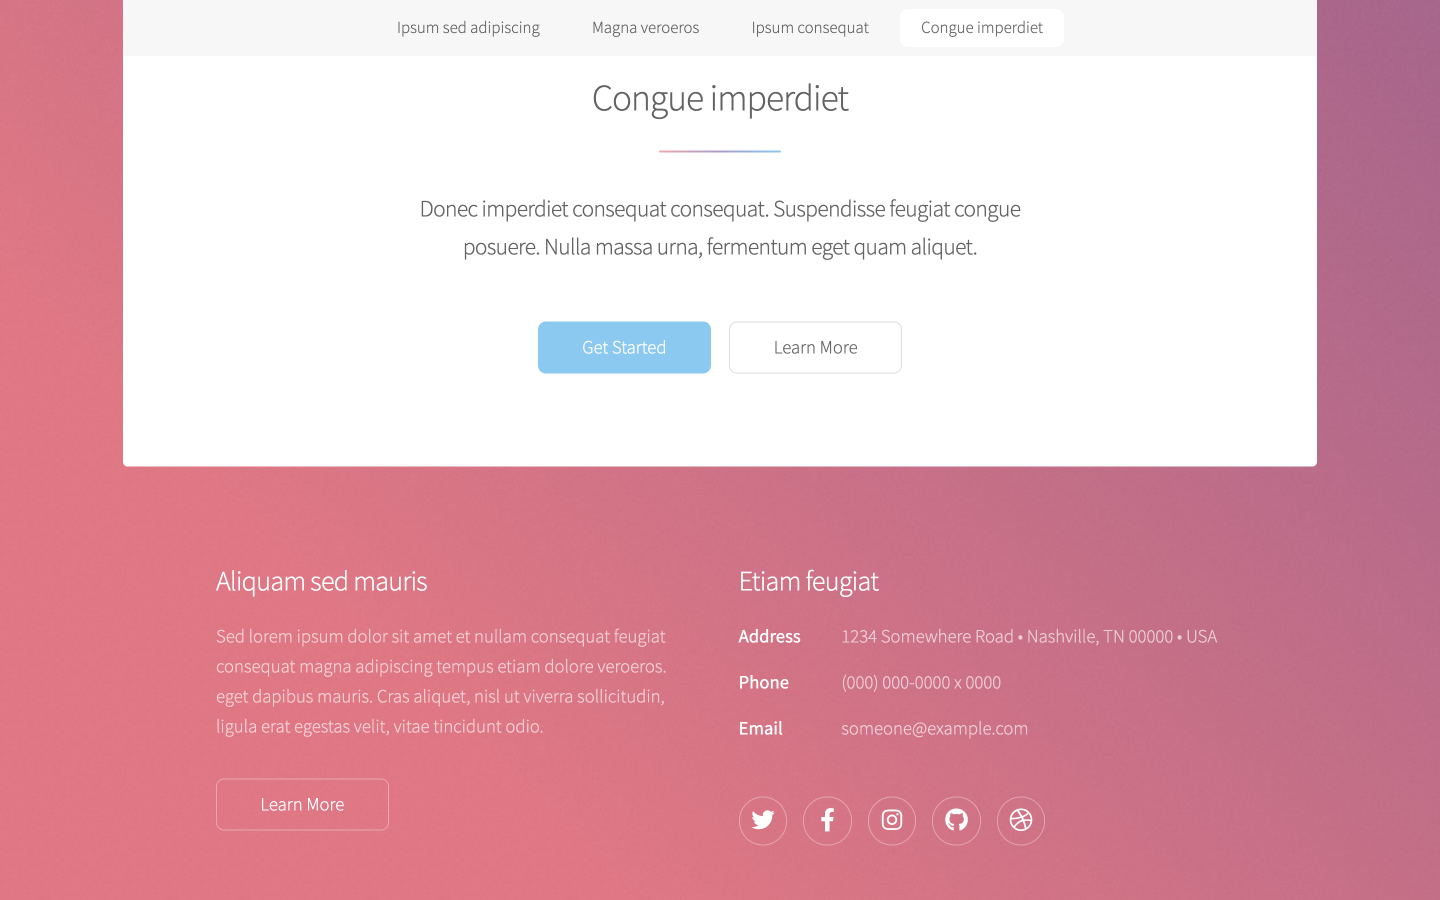 Ipsum sed adipiscing
Magna veroeros
Ipsum consequat
Congue imperdiet
Congue imperdiet
Donec imperdiet consequat consequat. Suspendisse feugiat congue
posuere. Nulla massa urna, fermentum eget quam aliquet.
Get Started
Learn More
Aliquam sed mauris
Sed lorem ipsum dolor sit amet et nullam consequat feugiat
consequat magna adipiscing tempus etiam dolore veroeros.
eget dapibus mauris. Cras aliquet, nisl ut viverra sollicitudin,
ligula erat egestas velit, vitae tincidunt odio.
Learn More
Etiam feugiat
Address 1234 Somewhere Road • Nashville, TN 00000 • USA
Phone (000) 000-0000 x 0000
Email someone@example.com